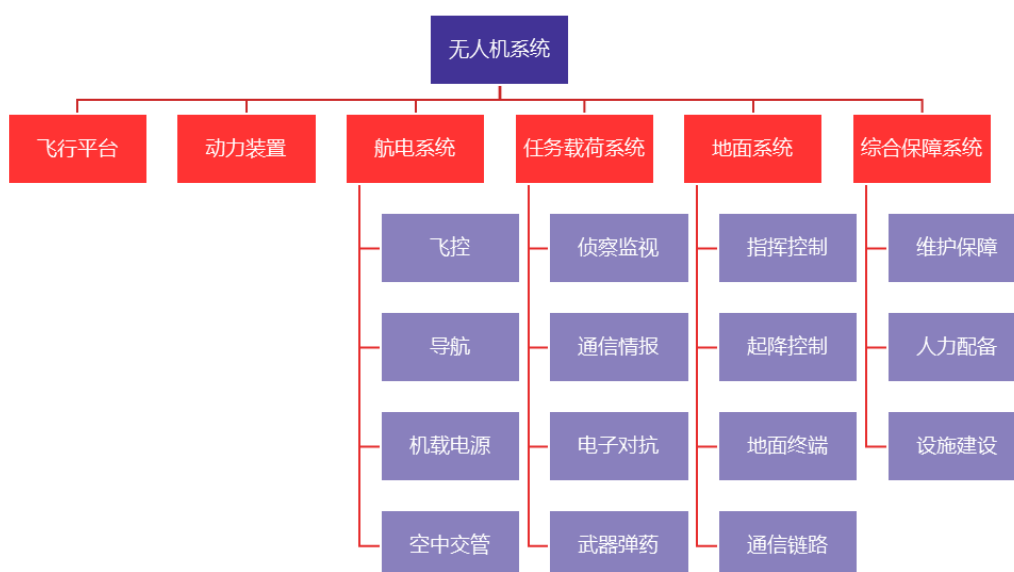 无人机系统
飞行平台
动力装置
航电系统
任务载荷系统
地面系统
综合保障系统
飞控
侦察监视
指挥控制
维护保障
导航
通信情报
起降控制
人力配备
机载电源
电子对抗
地面终端
设施建设
空中交管
武器弹药
通信链路